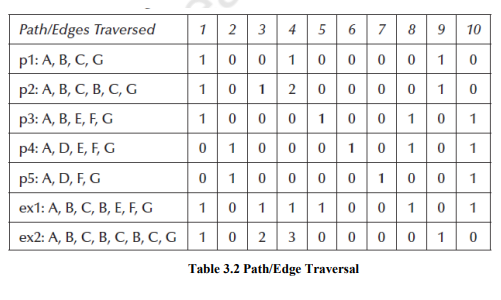 Path/Edges Traversed 1 2 3 4 5 6 7 8 9 10
p1: A, B, C, G 1 0 0 1 0 0 0 0 1 0
p2: A, B, C, B, C, G 1 0 1 2 0 0 0 0 1 0
p3: A, B, E, F, G 1 0 0 0 1 0 0 1 0 1
p4: A, D, E, F, G 0 1 0 0 0 1 0 1 0 1
p5: A, D, F, G 0 1 0 0 0 0 1 0 0 1
ex1: A, B, C, B, E, F, G 1 0 1 1 1 0 0 1 0 1
ex2: A, B, C, B, C, B, C, G 1 0 2 3 0 0 0 0 1 0
Table 3.2 Path/Edge Traversal